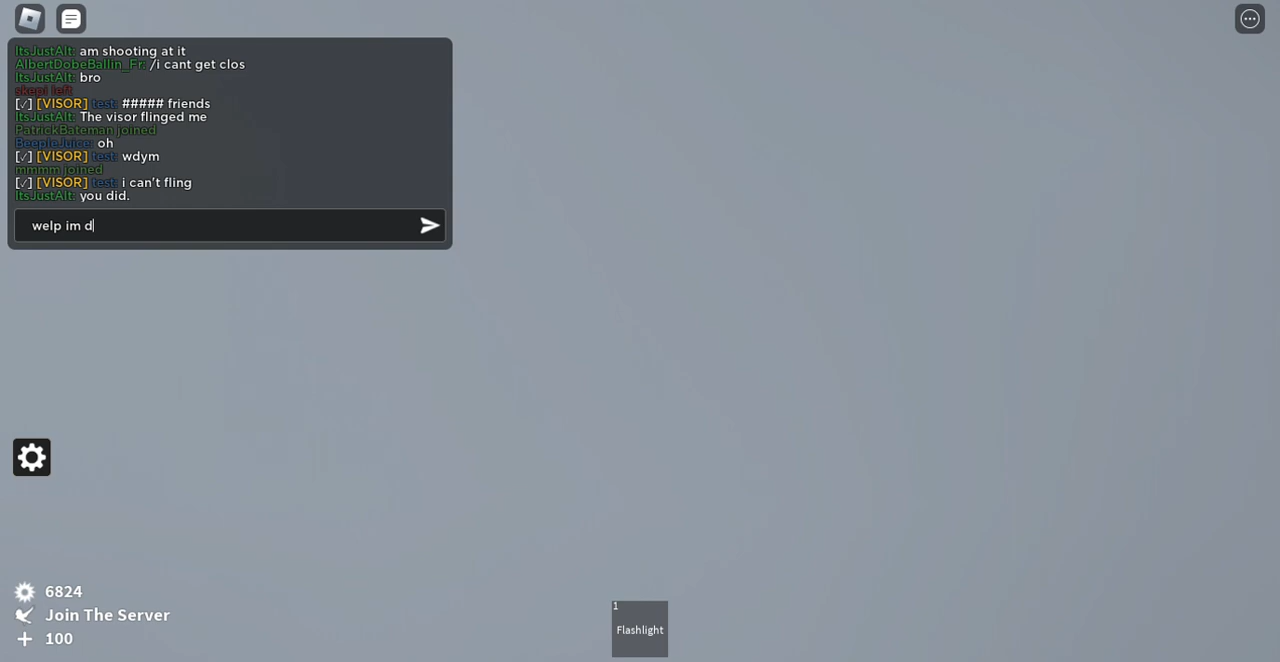 ItsJustAlt: am shooting at it
AlbertDobeBallin_Fr: /i cant get clos
ItsJustAlt: bro
skepi left
[✓] [VISOR] test: ##### friends
ItsJustAlt: The visor flinged me
PatrickBateman joined
BeepleJuice: oh
[✓] [VISOR] test: wdym
mmmm joined
[✓] [VISOR] test: i can't fling
ItsJustAlt: you did.
welp im d
6824
Join The Server
100
1
Flashlight